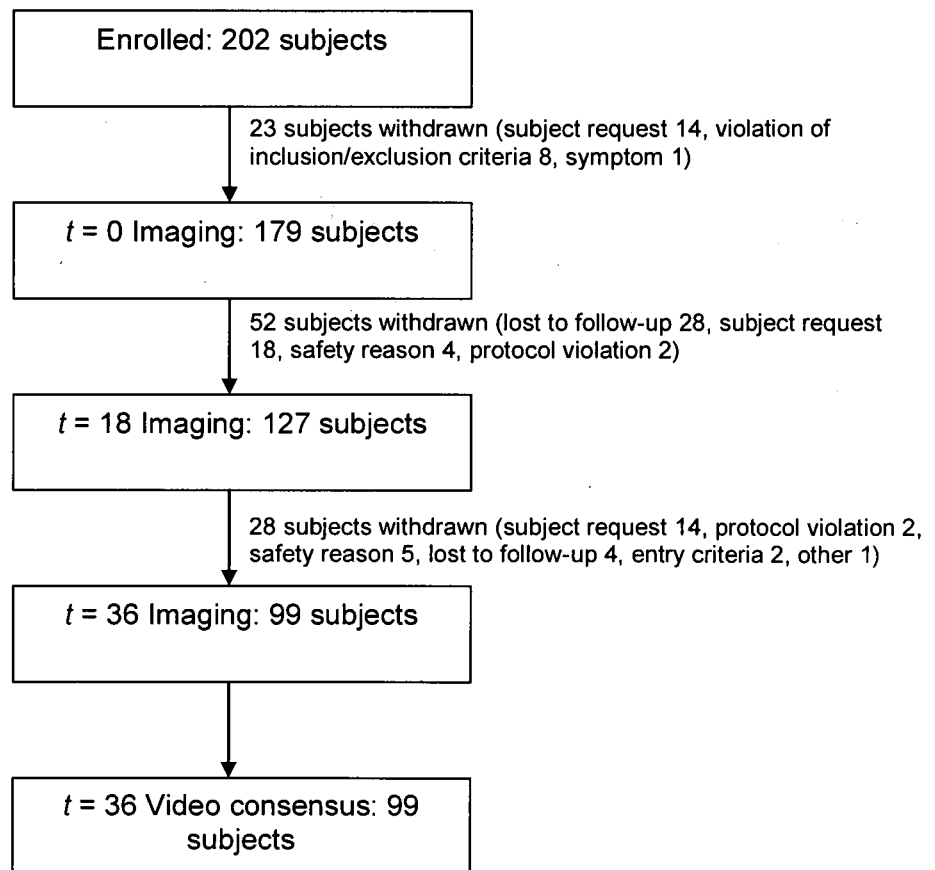 Enrolled: 202 subjects
23 subjects withdrawn (subject request 14, violation of
inclusion/exclusion criteria 8, symptom 1)
t = 0 Imaging: 179 subjects
52 subjects withdrawn (lost to follow-up 28, subject request
18, safety reason 4, protocol violation 2)
t = 18 Imaging: 127 subjects
28 subjects withdrawn (subject request 14, protocol violation 2,
safety reason 5, lost to follow-up 4, entry criteria 2, other 1)
t = 36 Imaging: 99 subjects
t = 36 Video consensus: 99
subjects